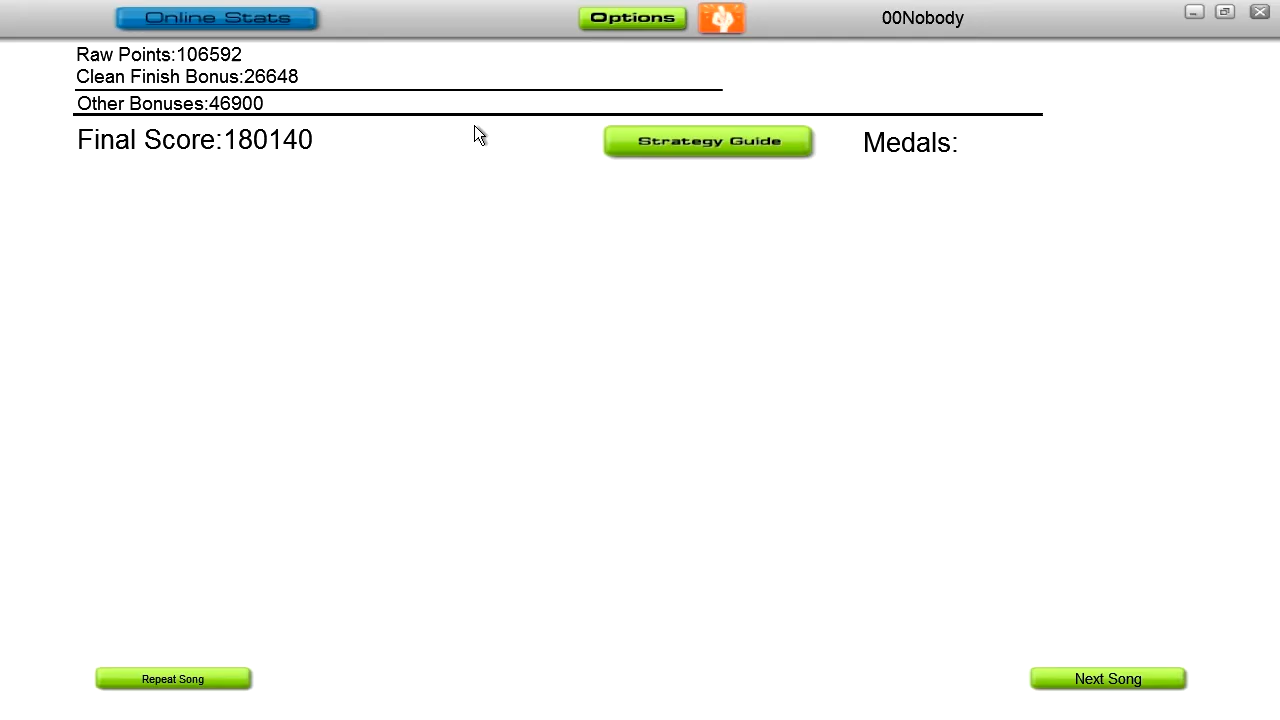 Online Stats Options 00Nobody
Raw Points:106592
Clean Finish Bonus:26648
Other Bonuses:46900
Final Score:180140 Strategy Guide Medals:
Repeat Song Next Song